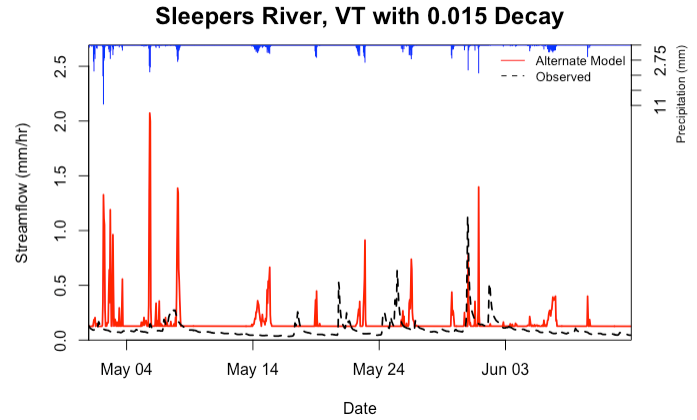 Sleepers River, VT with 0.015 Decay
Streamflow (mm/hr)
2.5
2.0
1.5
1.0
0.5
0.0
Alternate Model
Observed
2.75
11
Precipitation (mm)
May 04
May 14
May 24
Jun 03
Date